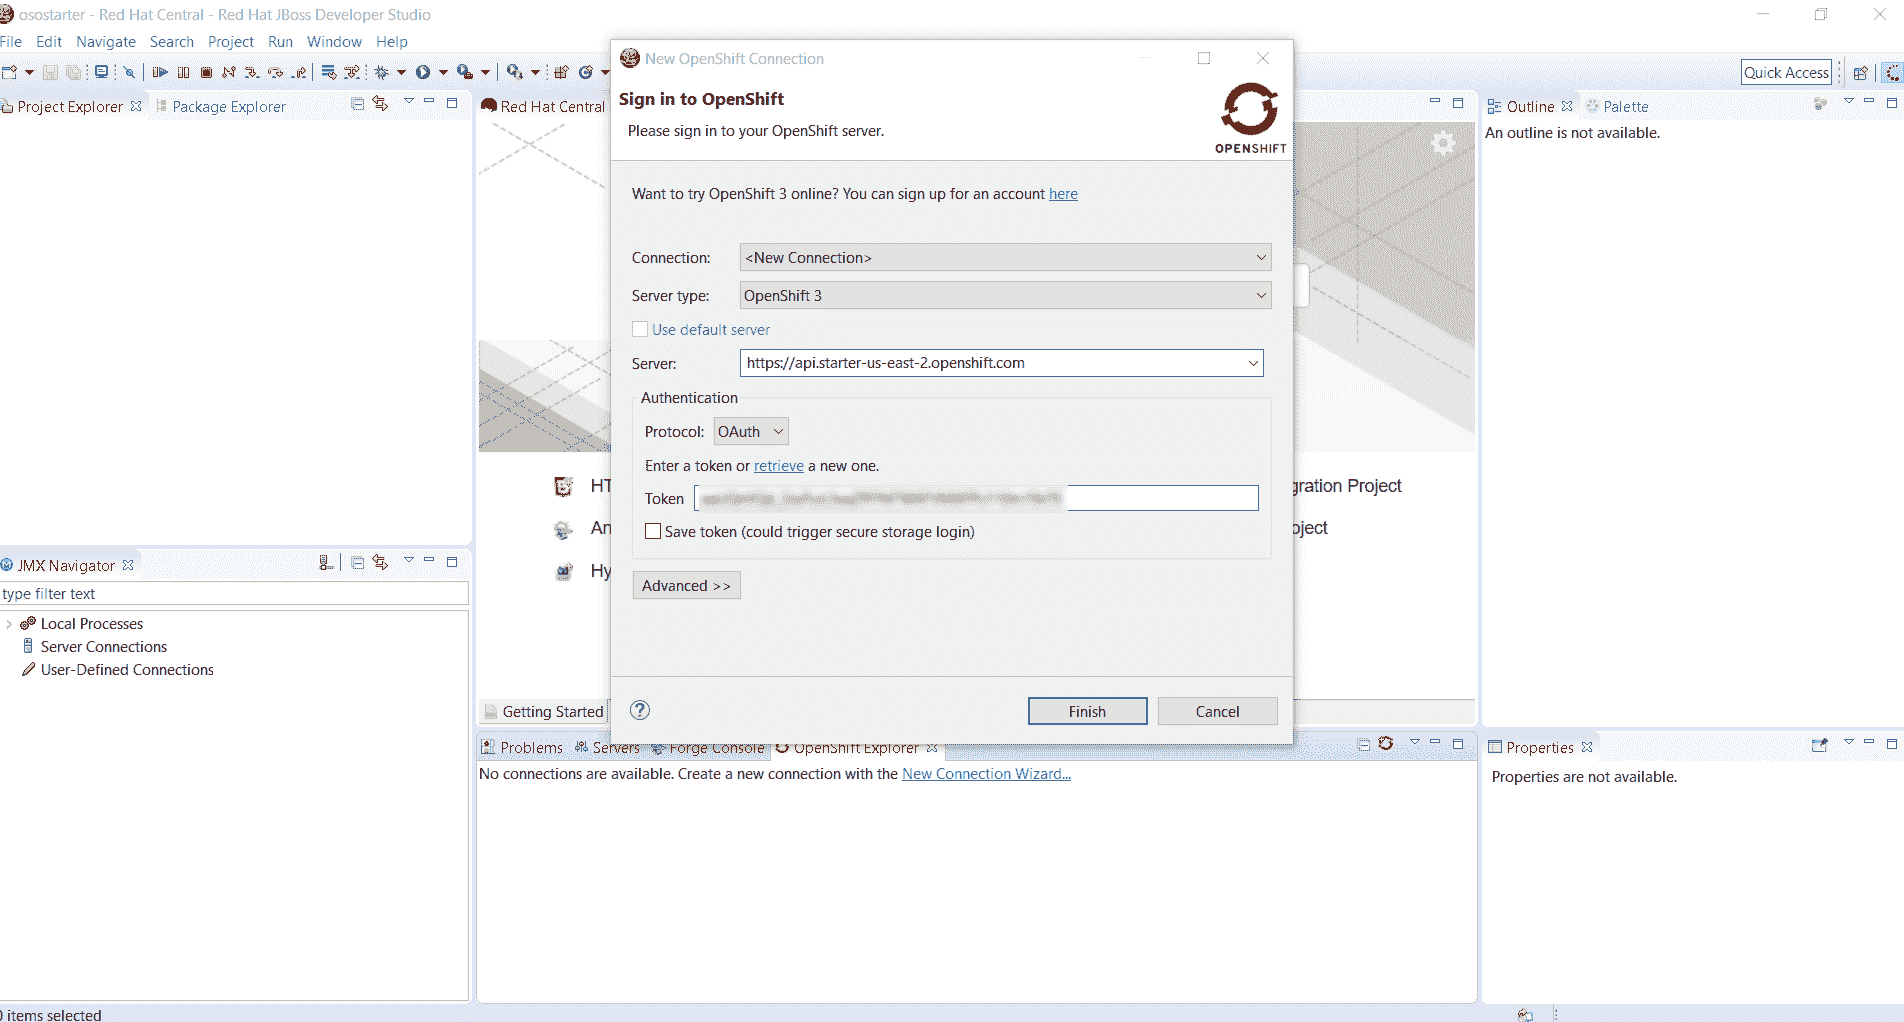 osostarter - Red Hat Central - Red Hat JBoss Developer Studio
File Edit Navigate Search Project Run Window Help
Quick Access
Project Explorer Package Explorer
Red Hat Central
Outline Palette
An outline is not available.
New OpenShift Connection
Sign in to OpenShift
Please sign in to your OpenShift server.
OPENSHIFT
Want to try OpenShift 3 online? You can sign up for an account here
Connection: <New Connection>
Server type: OpenShift 3
Use default server
Server: https://api.starter-us-east-2.openshift.com
Authentication
Protocol: OAuth
Enter a token or retrieve a new one.
Token
Save token (could trigger secure storage login)
Advanced >>
Finish Cancel
HT
gration Project
An
oject
Hy
Getting Started
JMX Navigator
type filter text
Local Processes
Server Connections
User-Defined Connections
Problems Servers Forge Console OpenShift Explorer
No connections are available. Create a new connection with the New Connection Wizard...
Properties
Properties are not available.
0 items selected